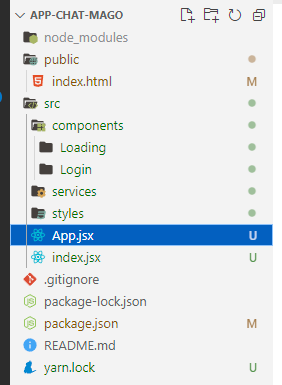 APP-CHAT-MAGO
node_modules
public
index.html M
src
components
Loading
Login
services
styles
App.jsx U
index.jsx U
.gitignore
package-lock.json
package.json M
README.md
yarn.lock U